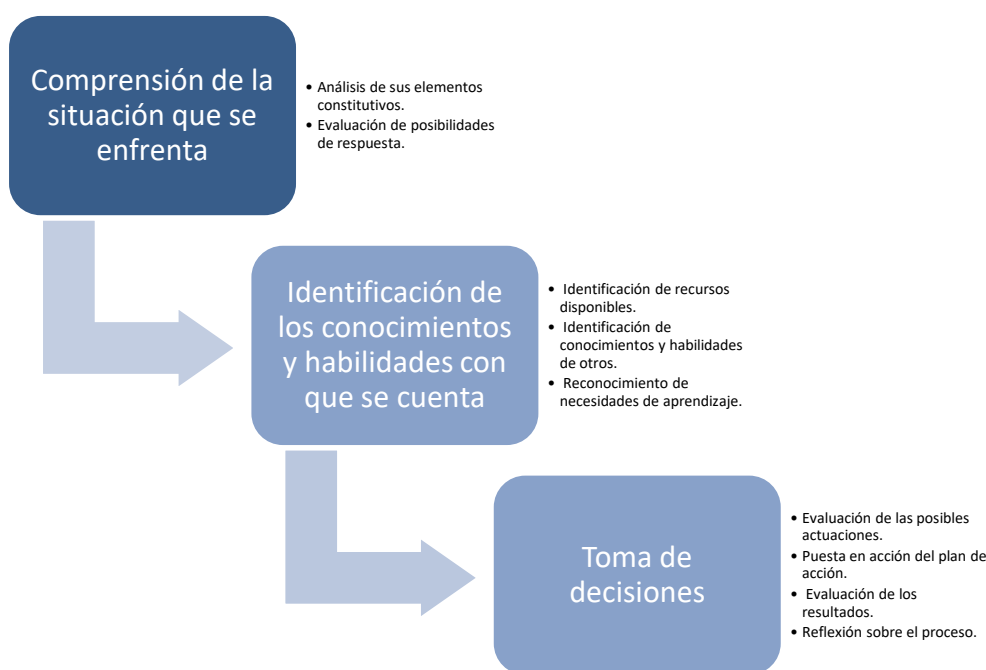 Comprensión de la
situación que se
enfrenta
• Análisis de sus elementos
constitutivos.
• Evaluación de posibilidades
de respuesta.
Identificación de
los conocimientos
y habilidades con
que se cuenta
• Identificación de recursos
disponibles.
• Identificación de
conocimientos y habilidades
de otros.
• Reconocimiento de
necesidades de aprendizaje.
Toma de
decisiones
• Evaluación de las posibles
actuaciones.
• Puesta en acción del plan de
acción.
• Evaluación de los
resultados.
• Reflexión sobre el proceso.